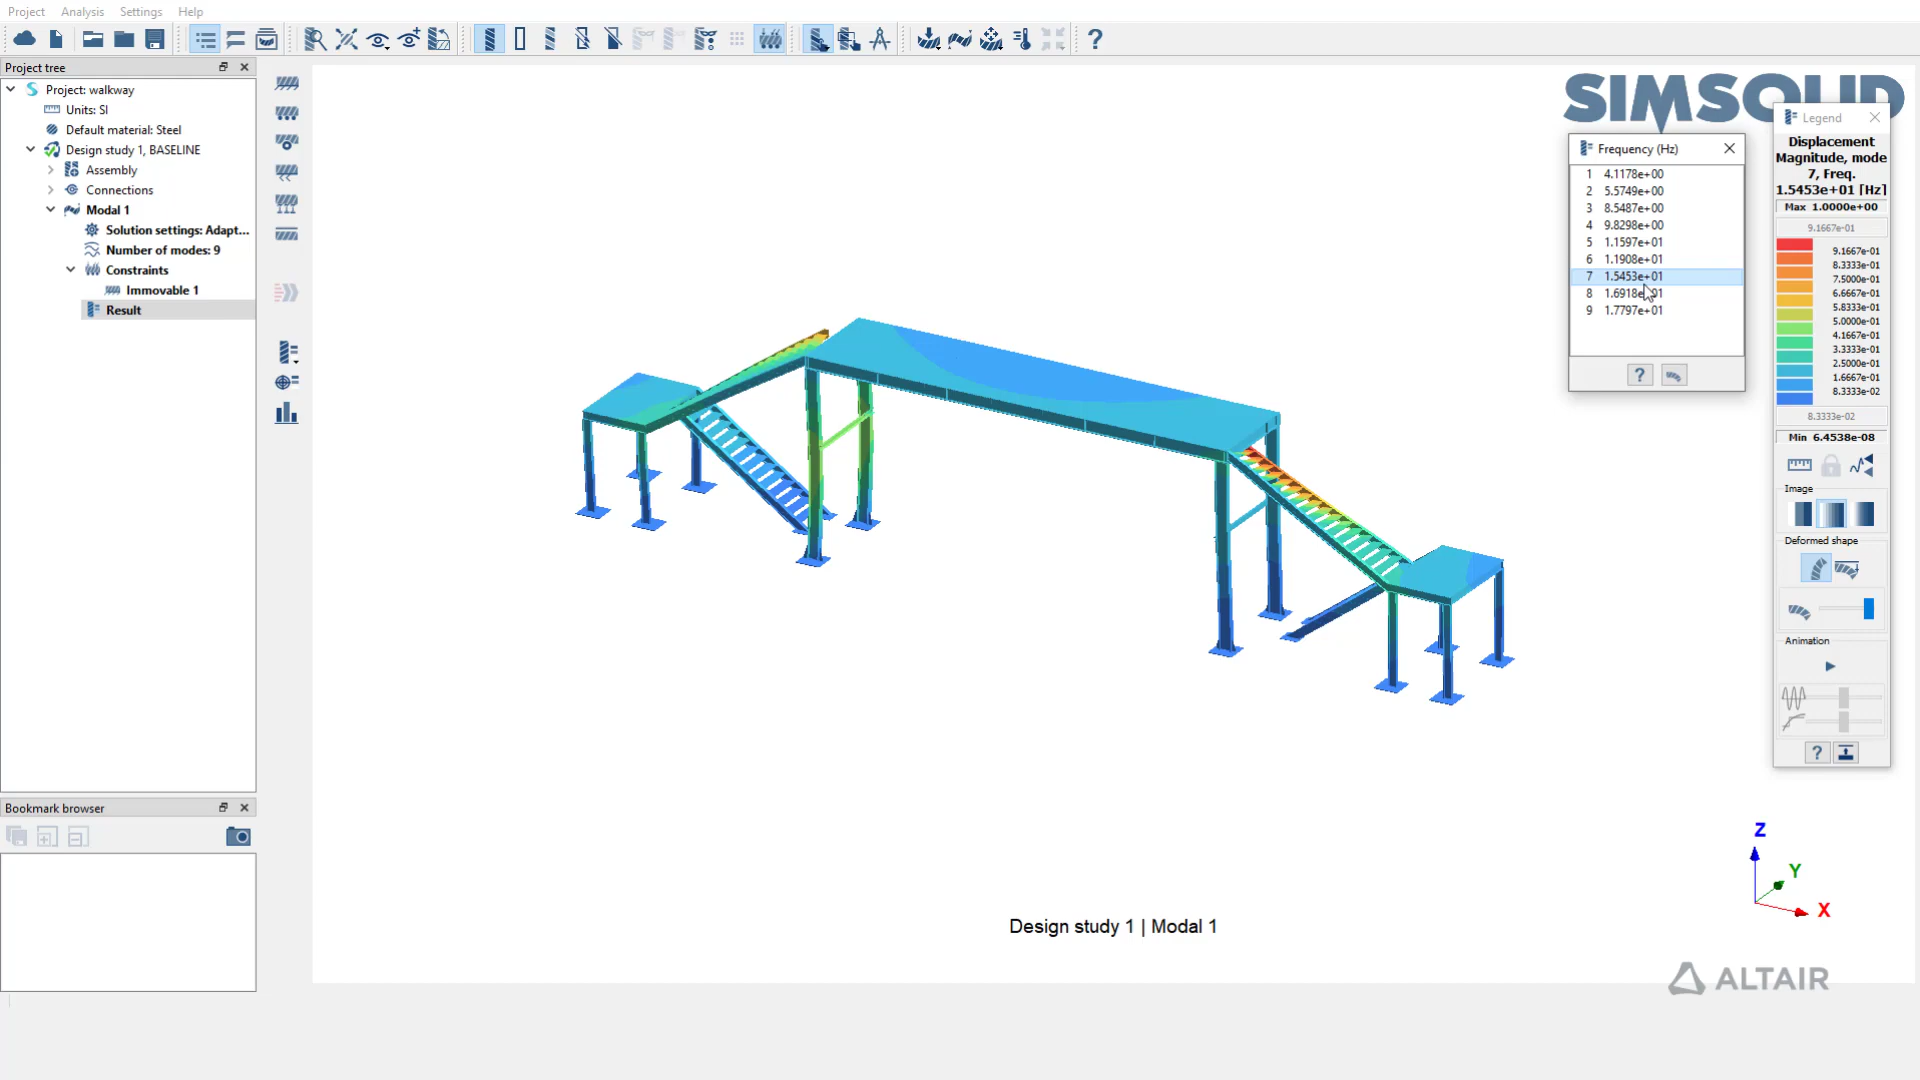 Project Analysis Settings Help
Project tree
Project: walkway
Units: SI
Default material: Steel
Design study 1, BASELINE
Assembly
Connections
Modal 1
Solution settings: Adapt...
Number of modes: 9
Constraints
Immovable 1
Result
Bookmark browser
SIMSOLID
Frequency (Hz)
1 4.1178e+00
2 5.5749e+00
3 8.5487e+00
4 9.8298e+00
5 1.1597e+01
6 1.1908e+01
7 1.5453e+01
8 1.6918e+01
9 1.7797e+01
?
Legend
Displacement
Magnitude, mode
7, Freq.
1.5453e+01 [Hz]
Max 1.0000e+00
9.1667e-01
9.1667e-01
8.3333e-01
7.5000e-01
6.6667e-01
5.8333e-01
5.0000e-01
4.1667e-01
3.3333e-01
2.5000e-01
1.6667e-01
8.3333e-02
8.3333e-02
Min 6.4538e-08
Image
Deformed shape
Animation
?
Z
Y
X
Design study 1 | Modal 1
ALTAIR